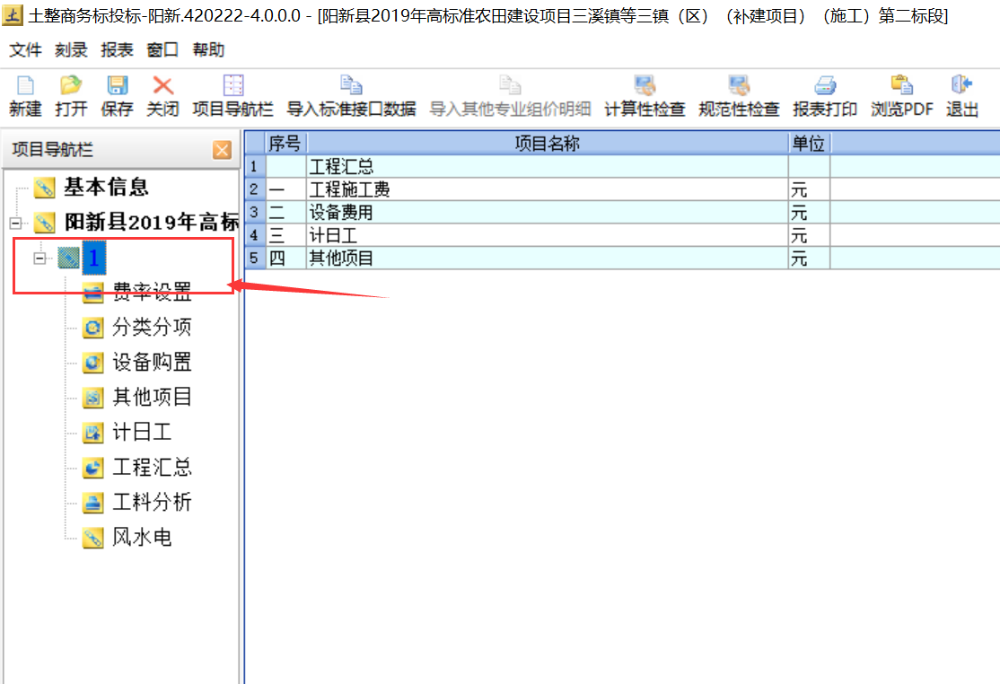 土整商务标投标-阳新.420222-4.0.0.0 - [阳新县2019年高标准农田建设项目三溪镇等三镇（区）（补建项目）（施工）第二标段]
文件 刻录 报表 窗口 帮助
新建 打开 保存 关闭 项目导航栏 导入标准接口数据 导入其他专业组价明细 计算性检查 规范性检查 报表打印 浏览PDF 退出
项目导航栏
基本信息
阳新县2019年高标
1
费率设置
分类分项
设备购置
其他项目
计日工
工程汇总
工料分析
风水电
序号 项目名称 单位
1 工程汇总
2 一 工程施工费 元
3 二 设备费用 元
4 三 计日工 元
5 四 其他项目 元